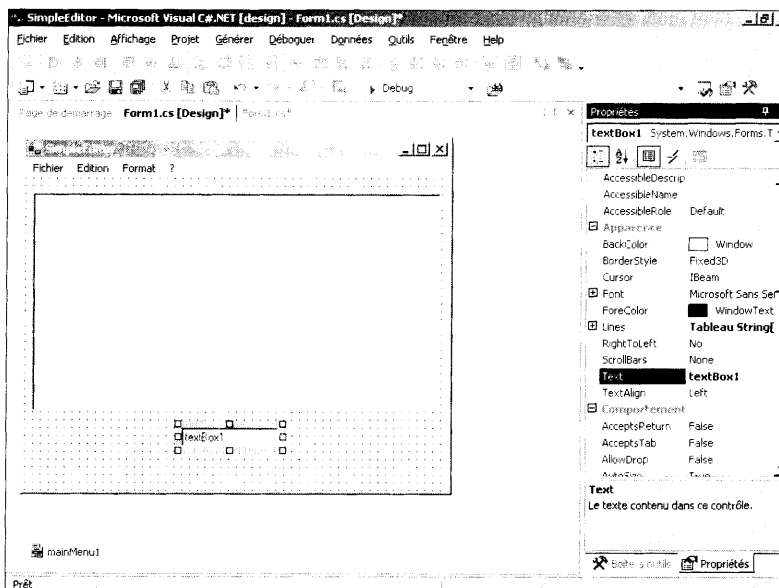 SimpleEditor - Microsoft Visual C#.NET [design] - Form1.cs [Design]*
Fichier Edition Affichage Projet Générer Déboguer Données Outils Fenêtre Help
Debug
Page de démarrage Form1.cs [Design]* Form1.cs*
Fichier Edition Format ?
textBox1
mainMenu1
Prêt
Propriétés
textBox1 System.Windows.Forms.T
AccessibleDescrip
AccessibleName
AccessibleRole Default
Apparence
BackColor Window
BorderStyle Fixed3D
Cursor IBeam
Font Microsoft Sans Ser
ForeColor WindowText
Lines Tableau String[
RightToLeft No
ScrollBars None
Text textBox1
TextAlign Left
Comportement
AcceptsReturn False
AcceptsTab False
AllowDrop False
AutoSize True
Text
Le texte contenu dans ce contrôle.
Boîte à outils Propriétés